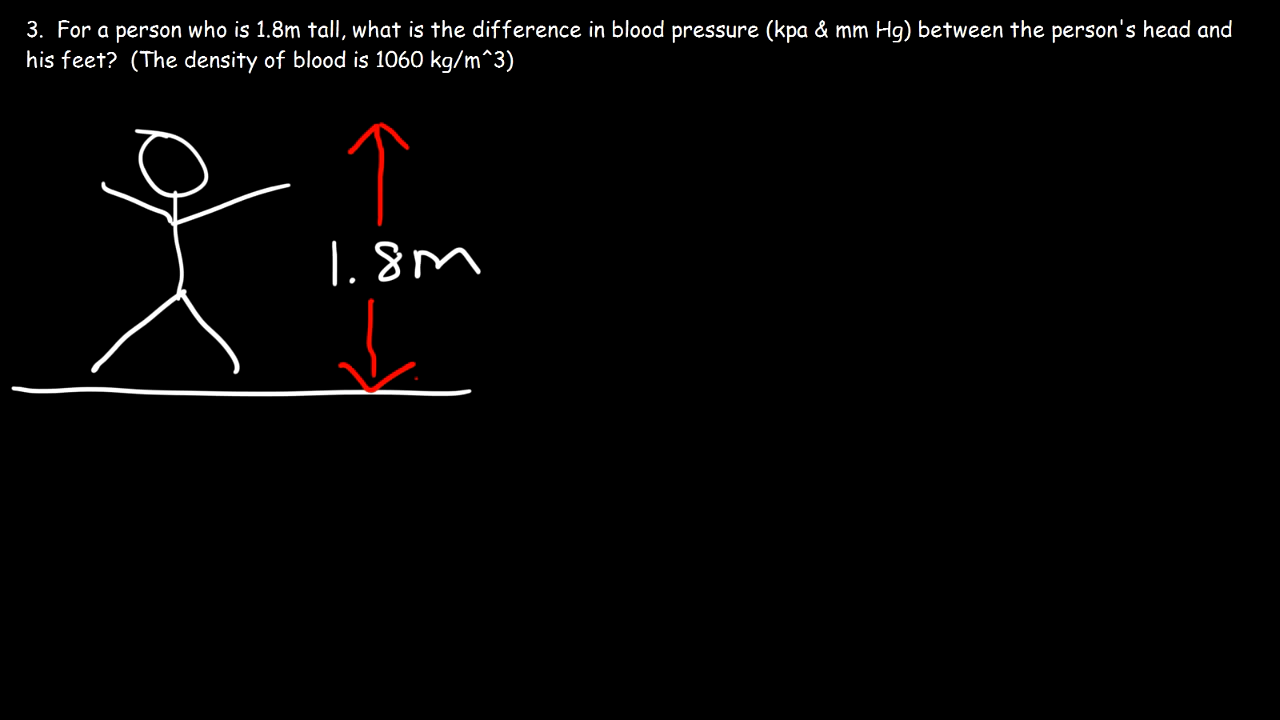 3. For a person who is 1.8m tall, what is the difference in blood pressure (kpa & mm Hg) between the person's head and
his feet? (The density of blood is 1060 kg/m^3)
1.8m